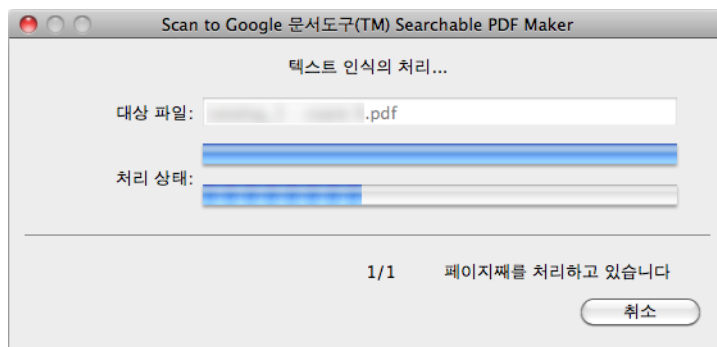 Scan to Google 문서도구(TM) Searchable PDF Maker
텍스트 인식의 처리...
대상 파일: .pdf
처리 상태:
1/1 페이지째를 처리하고 있습니다
취소